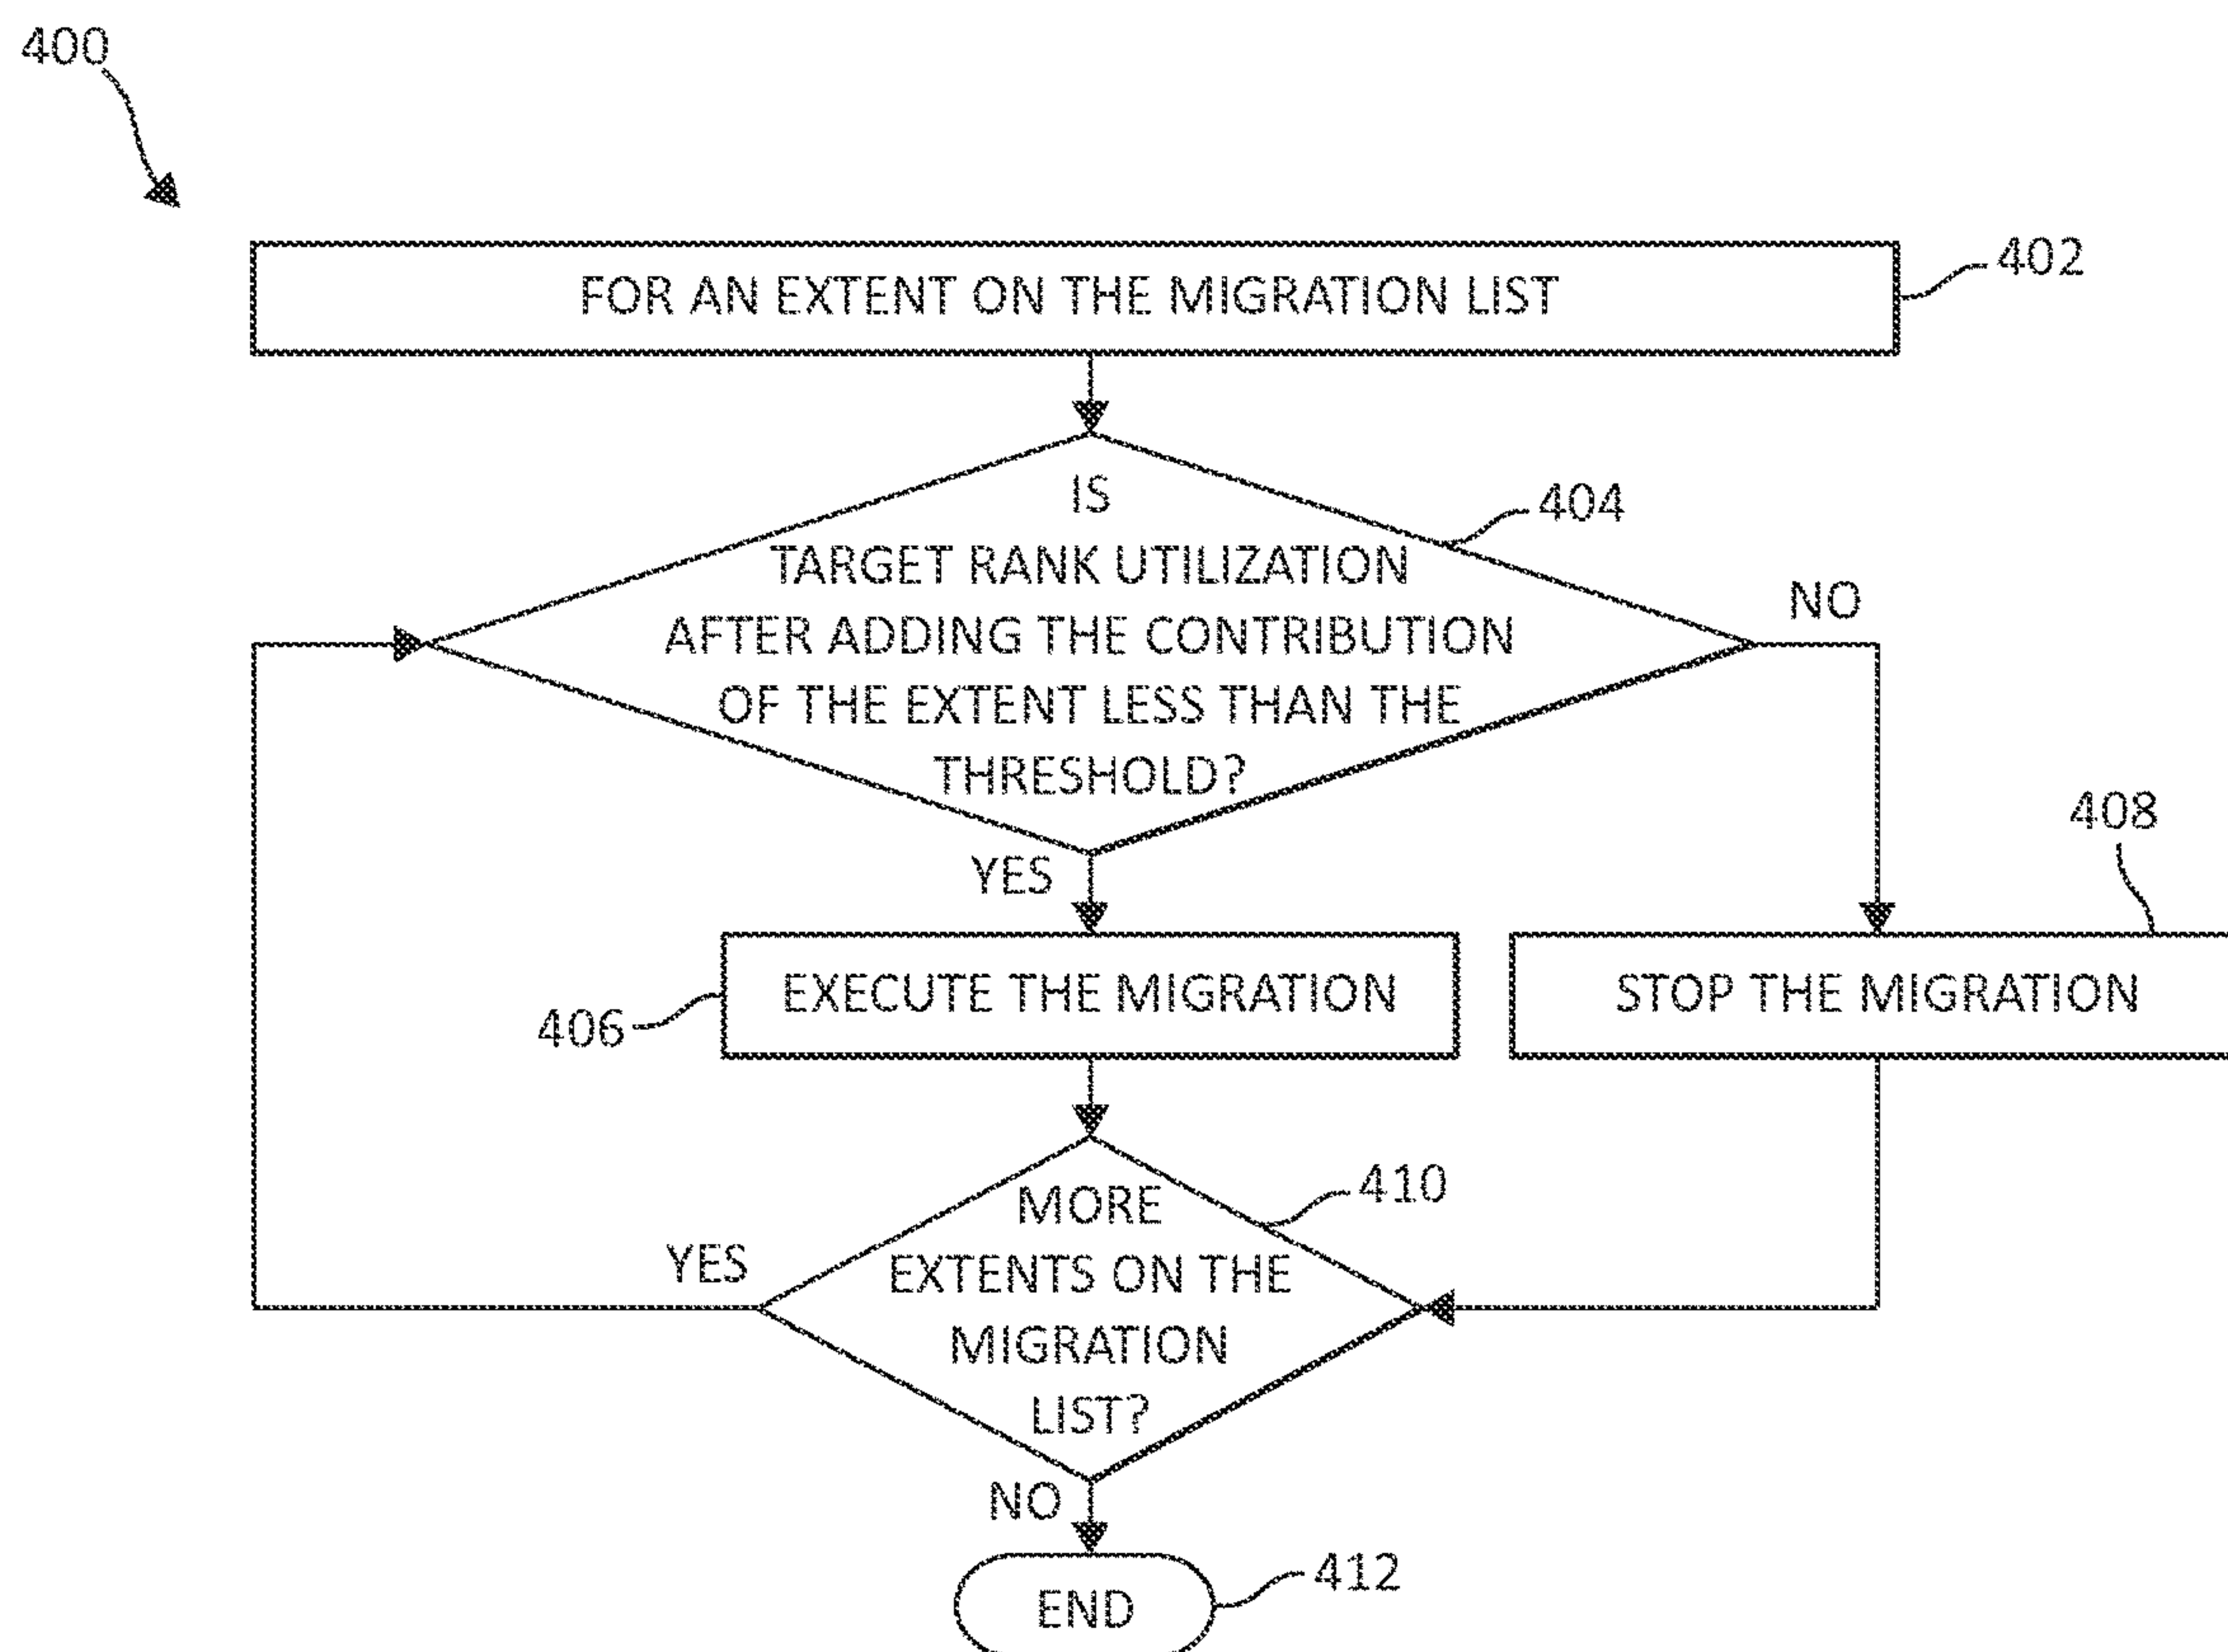 400
FOR AN EXTENT ON THE MIGRATION LIST
402
IS
TARGET RANK UTILIZATION
AFTER ADDING THE CONTRIBUTION
OF THE EXTENT LESS THAN THE
THRESHOLD?
404
NO
YES
408
EXECUTE THE MIGRATION
406
STOP THE MIGRATION
MORE
EXTENTS ON THE
MIGRATION
LIST?
410
YES
NO
END
412